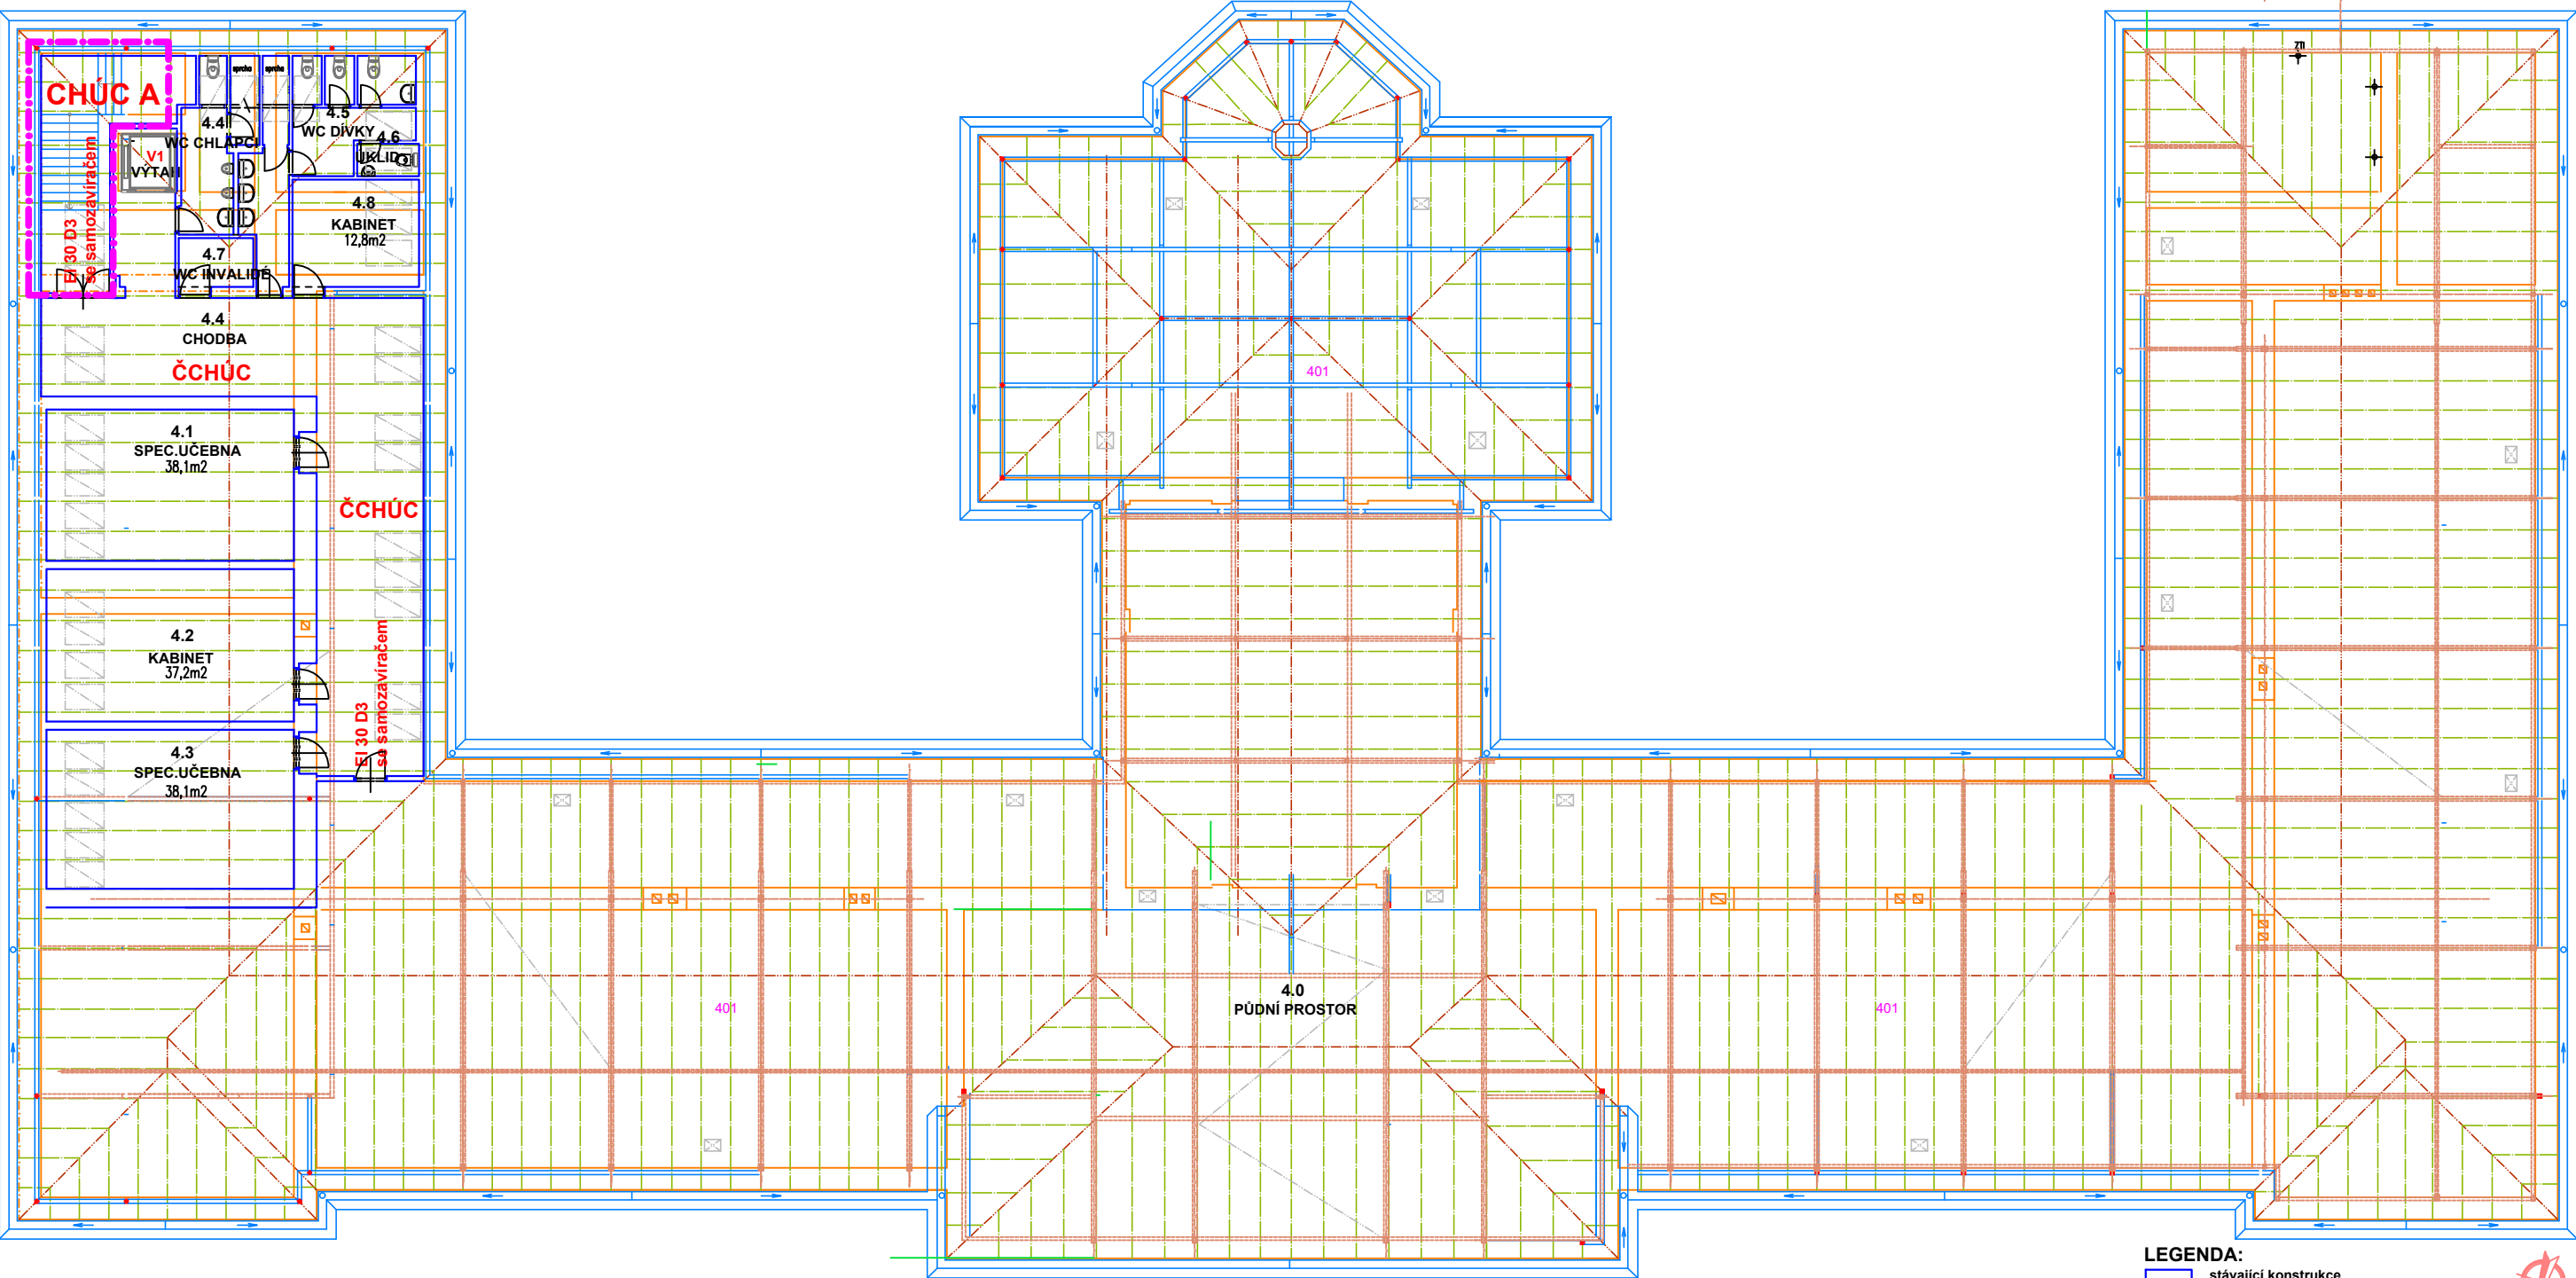 CHÚC A
sprcha
sprcha
4.4
WC CHLAPCI
4.5
WC DÍVKY
4.6
ÚKLID
V1
VÝTAH
EI 30 D3
se samozavíračem
4.8
KABINET
12,8m2
4.7
WC INVALIDÉ
4.4
CHODBA
ČCHÚC
4.1
SPEC.UČEBNA
38,1m2
ČCHÚC
4.2
KABINET
37,2m2
EI 30 D3
se samozavíračem
4.3
SPEC.UČEBNA
38,1m2
401
401
4.0
PŮDNÍ PROSTOR
401
LEGENDA:
stávající konstrukce